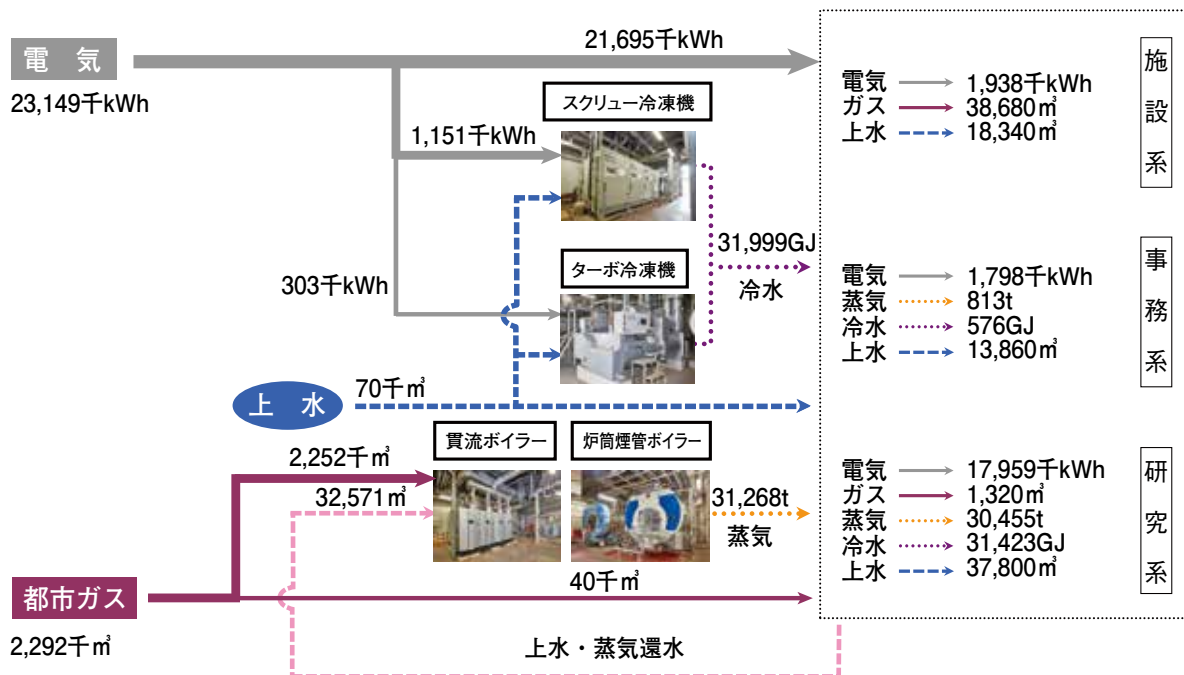 電 気
23,149千kWh
21,695千kWh
スクリュー冷凍機
1,151千kWh
303千kWh
ターボ冷凍機
31,999GJ
冷水
上 水
70千㎥
貫流ボイラー
炉筒煙管ボイラー
2,252千㎥
32,571㎥
31,268t
蒸気
都市ガス
2,292千㎥
40千㎥
上水・蒸気還水
施設系
電気 1,938千kWh
ガス 38,680㎥
上水 18,340㎥
事務系
電気 1,798千kWh
蒸気 813t
冷水 576GJ
上水 13,860㎥
研究系
電気 17,959千kWh
ガス 1,320㎥
蒸気 30,455t
冷水 31,423GJ
上水 37,800㎥